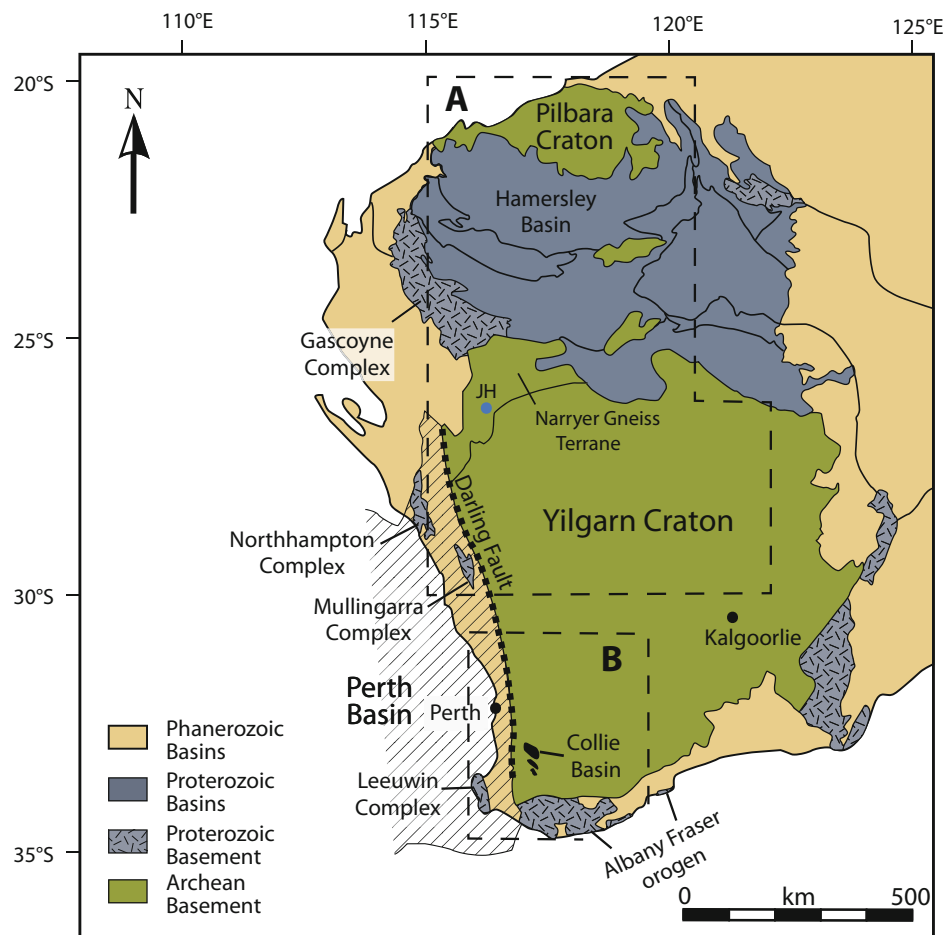 110°E
115°E
120°E
125°E
20°S
25°S
30°S
35°S
N
A
Pilbara
Craton
Hamersley
Basin
Gascoyne
Complex
JH
Narryer Gneiss
Terrane
Darling Fault
Yilgarn Craton
Northhampton
Complex
Mullingarra
Complex
Kalgoorlie
B
Perth
Basin
Perth
Collie
Basin
Leeuwin
Complex
Albany Fraser
orogen
Phanerozoic
Basins
Proterozoic
Basins
Proterozoic
Basement
Archean
Basement
0 km 500